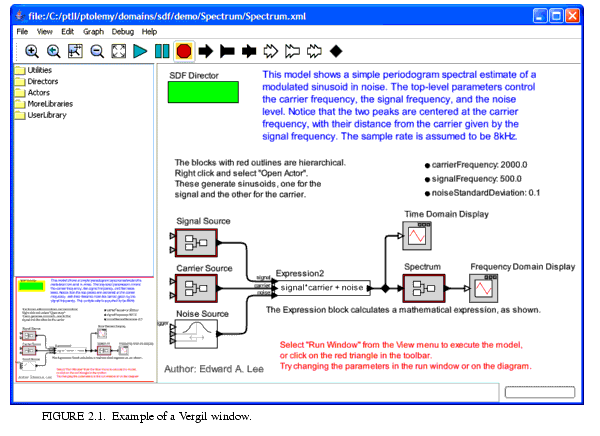 file:/C:/ptII/ptolemy/domains/sdf/demo/Spectrum/Spectrum.xml
File View Edit Graph Debug Help
Utilities
Directors
Actors
MoreLibraries
UserLibrary
SDF Director
This model shows a simple periodogram spectral estimate of a
modulated sinusoid in noise. The top-level parameters control
the carrier frequency, the signal frequency, and the noise
level. Notice that the two peaks are centered at the carrier
frequency, with their distance from the carrier given by the
signal frequency. The sample rate is assumed to be 8kHz.
The blocks with red outlines are hierarchical.
Right click and select "Open Actor".
These generate sinusoids, one for the
signal and the other for the carrier.
carrierFrequency: 2000.0
signalFrequency: 500.0
noiseStandardDeviation: 0.1
Signal Source
Time Domain Display
Carrier Source
signal
carrier
noise
Expression2
signal*carrier + noise
Spectrum
Frequency Domain Display
Noise Source
igger
The Expression block calculates a mathematical expression, as shown.
Select "Run Window" from the View menu to execute the model,
or click on the red triangle in the toolbar.
Try changing the parameters in the run window or on the diagram.
Author: Edward A. Lee
FIGURE 2.1. Example of a Vergil window.